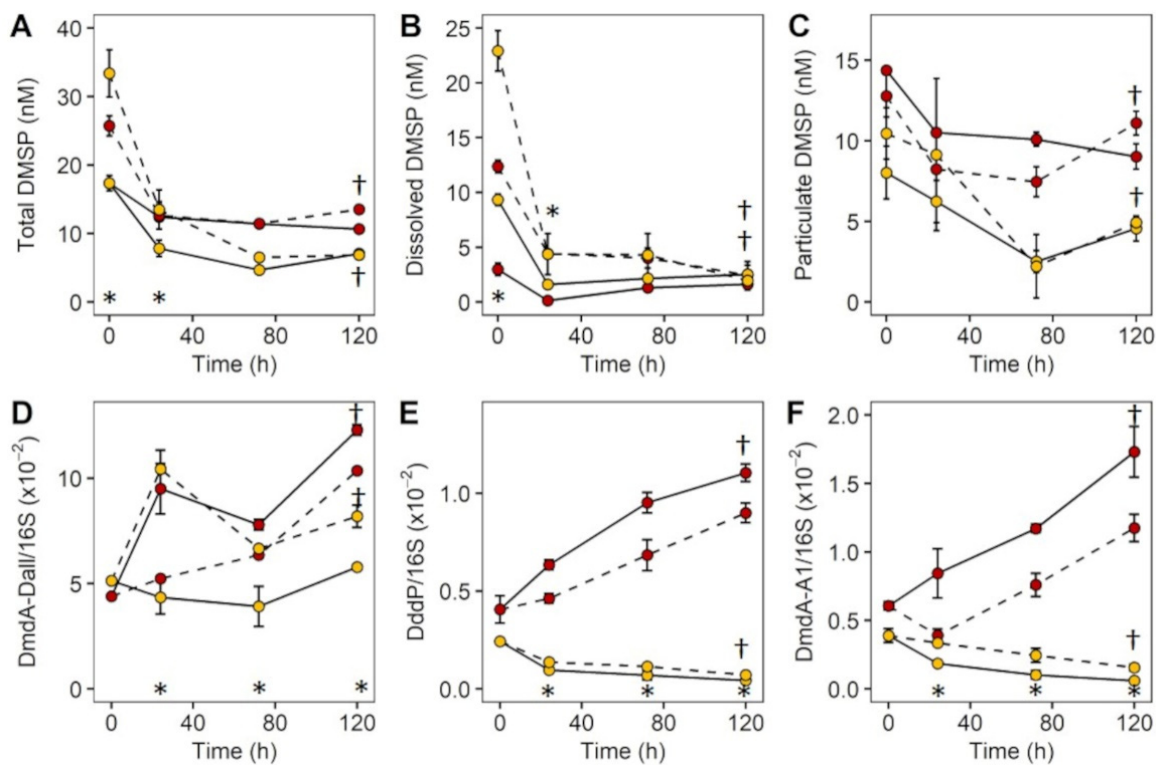 A
Total DMSP (nM)
40
30
20
10
0
†
†
* *
0 40 80 120
Time (h)
B
Dissolved DMSP (nM)
25
20
15
10
5
0
*
†
†
*
0 40 80 120
Time (h)
C
Particulate DMSP (nM)
15
10
5
0
†
†
0 40 80 120
Time (h)
D
DmdA-Dall/16S (x10⁻²)
10
5
0
†
‡
* * *
0 40 80 120
Time (h)
E
DddP/16S (x10⁻²)
1.0
0.5
0.0
†
†
* * *
0 40 80 120
Time (h)
F
DmdA-A1/16S (x10⁻²)
2.0
1.5
1.0
0.5
0.0
†
†
* * *
0 40 80 120
Time (h)